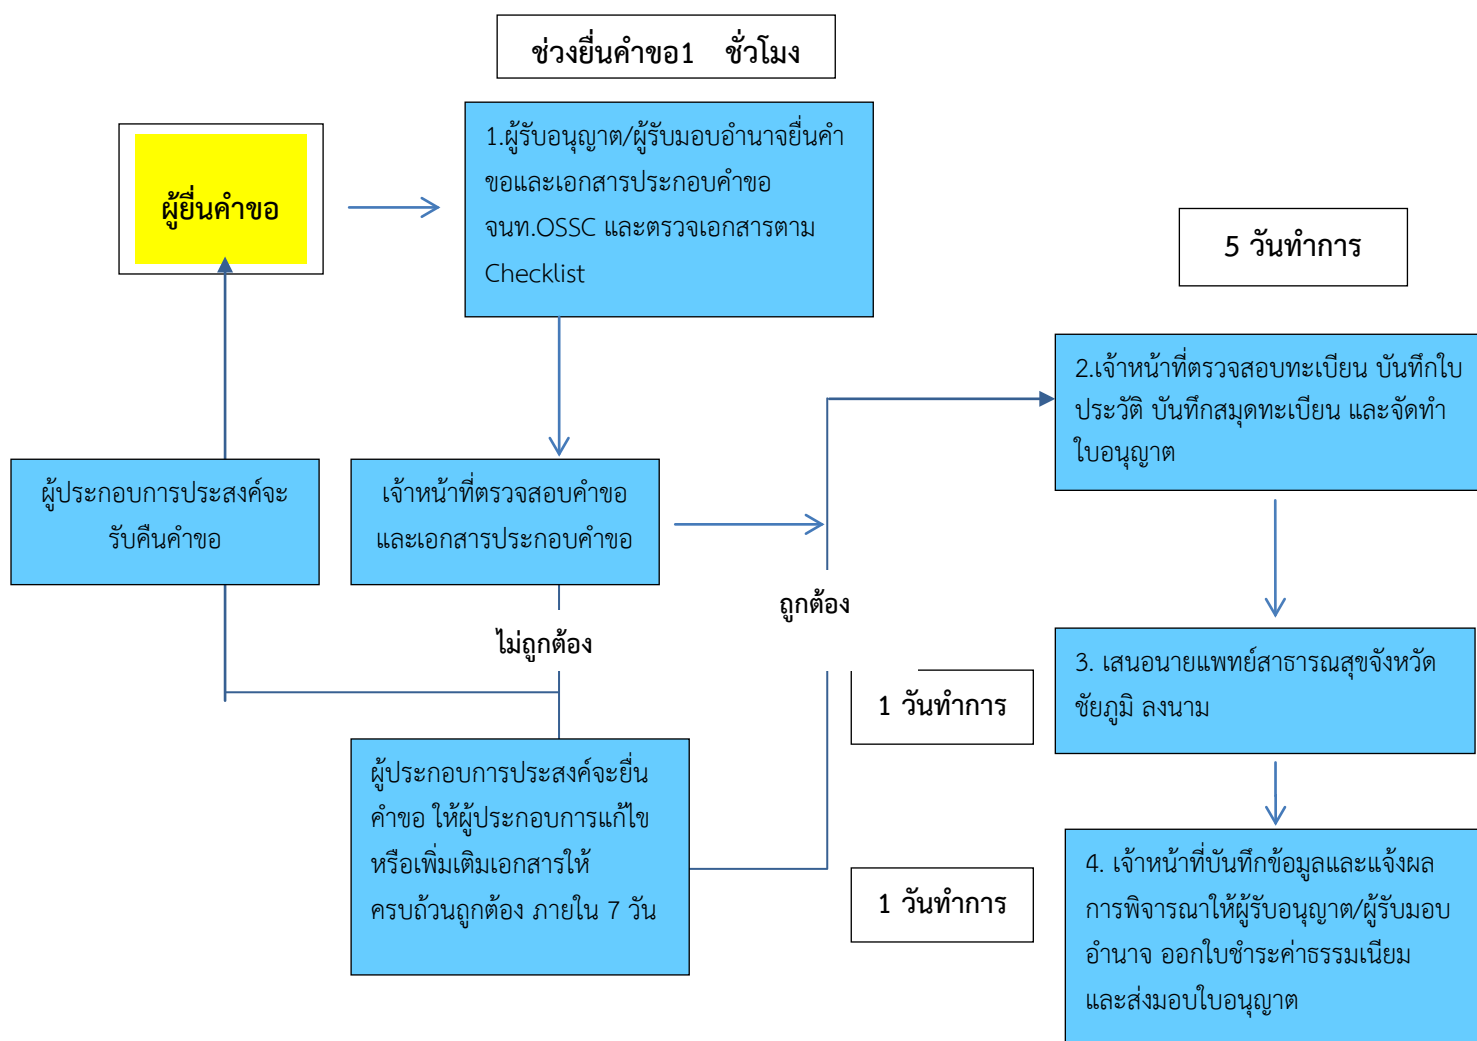 ช่วงยื่นคำขอ1 ชั่วโมง
ผู้ยื่นคำขอ
1.ผู้รับอนุญาต/ผู้รับมอบอำนาจยื่นคำ
ขอและเอกสารประกอบคำขอ
จนท.OSSC และตรวจเอกสารตาม
Checklist
5 วันทำการ
2.เจ้าหน้าที่ตรวจสอบทะเบียน บันทึกใบ
ประวัติ บันทึกสมุดทะเบียน และจัดทำ
ใบอนุญาต
ผู้ประกอบการประสงค์จะ
รับคืนคำขอ
เจ้าหน้าที่ตรวจสอบคำขอ
และเอกสารประกอบคำขอ
ถูกต้อง
ไม่ถูกต้อง
1 วันทำการ
3. เสนอนายแพทย์สาธารณสุขจังหวัด
ชัยภูมิ ลงนาม
ผู้ประกอบการประสงค์จะยื่น
คำขอ ให้ผู้ประกอบการแก้ไข
หรือเพิ่มเติมเอกสารให้
ครบถ้วนถูกต้อง ภายใน 7 วัน
1 วันทำการ
4. เจ้าหน้าที่บันทึกข้อมูลและแจ้งผล
การพิจารณาให้ผู้รับอนุญาต/ผู้รับมอบ
อำนาจ ออกใบชำระค่าธรรมเนียม
และส่งมอบใบอนุญาต